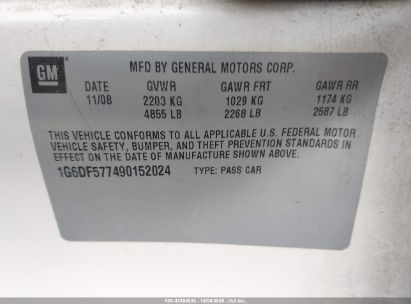 GM
MFD BY GENERAL MOTORS CORP.
DATE GVWR GAWR FRT GAWR RR
11/08 2203 KG 1029 KG 1174 KG
4856 LB 2268 LB 2587 LB
THIS VEHICLE CONFORMS TO ALL APPLICABLE U.S. FEDERAL MOTOR
VEHICLE SAFETY, BUMPER, AND THEFT PREVENTION STANDARDS
IN EFFECT ON THE DATE OF MANUFACTURE SHOWN ABOVE.
1G6DF577490152024 TYPE: PASS CAR